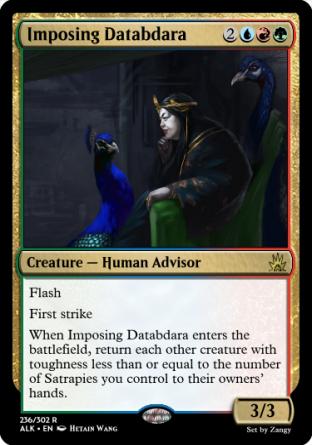 Imposing Databdara 2
Creature — Human Advisor
Flash
First strike
When Imposing Databdara enters the
battlefield, return each other creature with
toughness less than or equal to the number
of Satrapies you control to their owners'
hands.
3/3
236/302 R
ALK • EN Hetain Wang
Set by Zangy